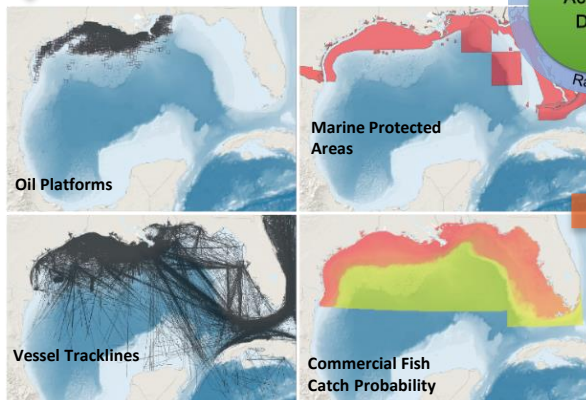 Oil Platforms
Marine Protected
Areas
Vessel Tracklines
Commercial Fish
Catch Probability